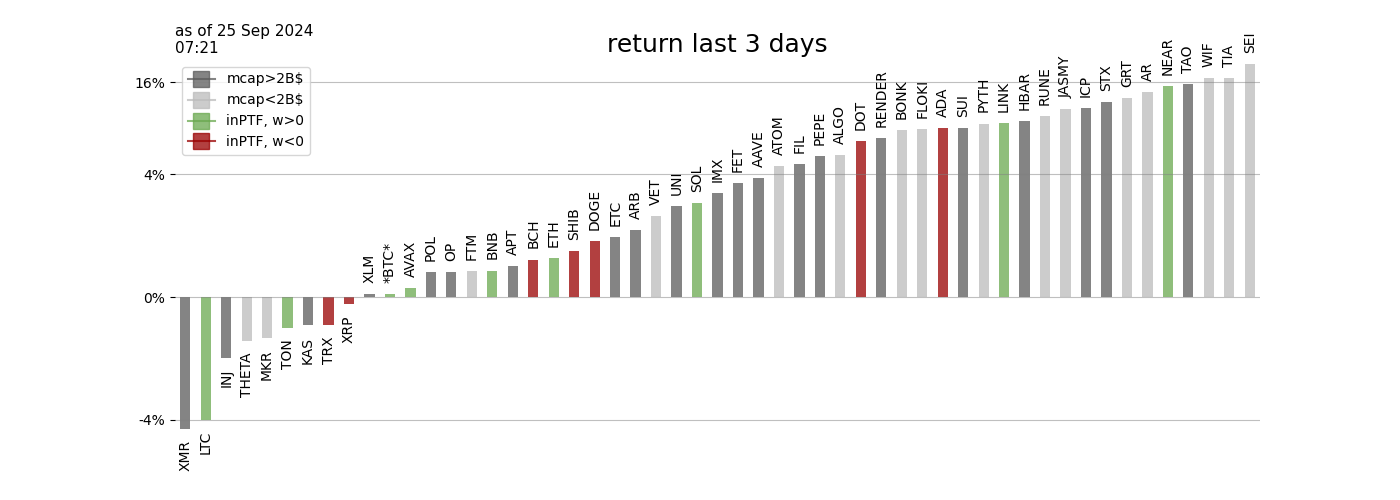 as of 25 Sep 2024
07:21
return last 3 days
mcap>2B$
mcap<2B$
inPTF, w>0
inPTF, w<0
16%
4%
0%
-4%
XMR
LTC
INJ
THETA
MKR
TON
KAS
TRX
XRP
XLM
*BTC*
AVAX
POL
OP
FTM
BNB
APT
BCH
ETH
SHIB
DOGE
ETC
ARB
VET
UNI
SOL
IMX
FET
AAVE
ATOM
FIL
PEPE
ALGO
DOT
RENDER
BONK
FLOKI
ADA
SUI
PYTH
LINK
HBAR
RUNE
JASMY
ICP
STX
GRT
AR
NEAR
TAO
WIF
TIA
SEI